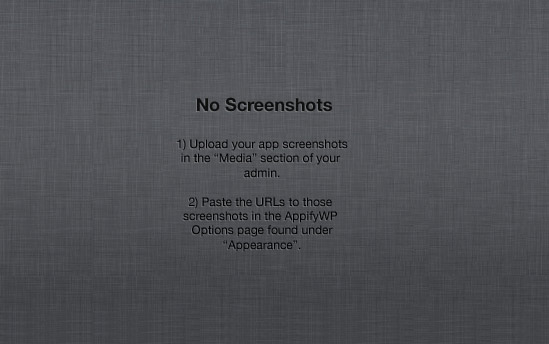 No Screenshots
1) Upload your app screenshots
in the “Media” section of your
admin.
2) Paste the URLs to those
screenshots in the AppifyWP
Options page found under
“Appearance”.